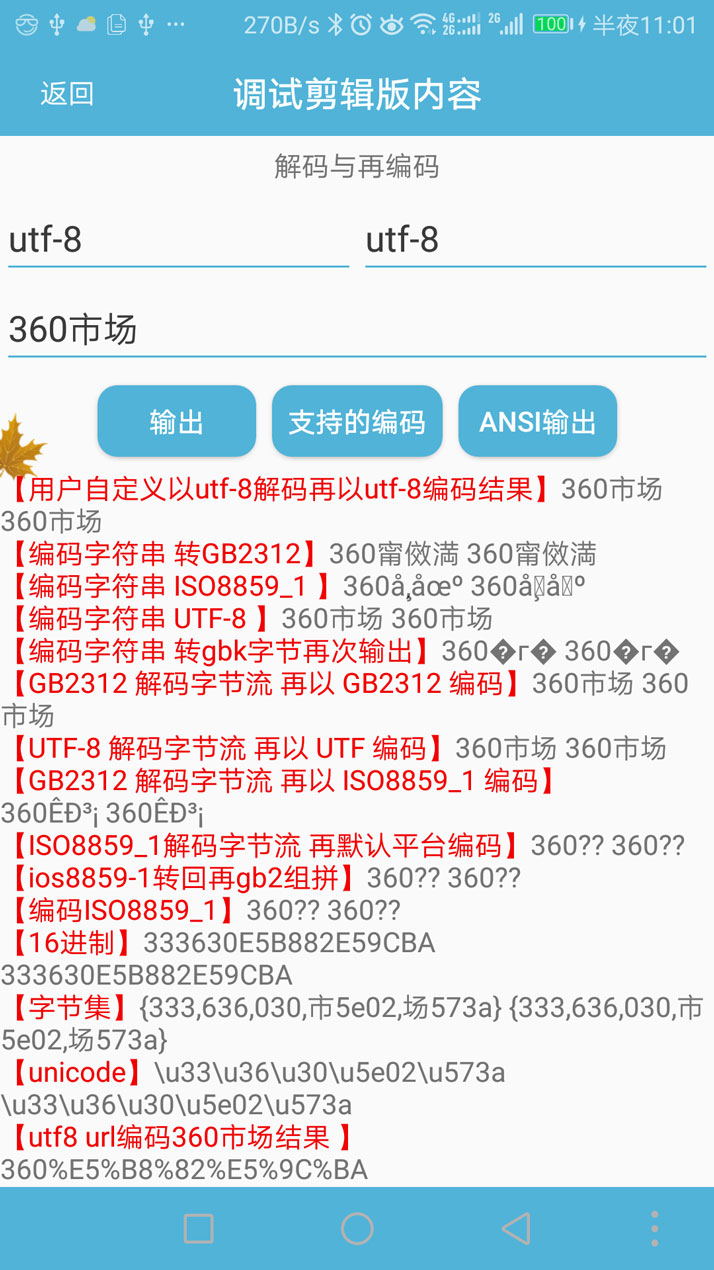 270B/s 4G 2G 2G 100 半夜11:01
返回 调试剪辑版内容
解码与再编码
utf-8 utf-8
360市场
输出 支持的编码 ANSI输出
【用户自定义以utf-8解码再以utf-8编码结果】360市场
360市场
【编码字符串 转GB2312】360甯傚満 360甯傚満
【编码字符串 ISO8859_1 】360å¸‚åœº 360å¸åº
【编码字符串 UTF-8 】360市场 360市场
【编码字符串 转gbk字节再次输出】360�г� 360�г�
【GB2312 解码字节流 再以 GB2312 编码】360市场 360
市场
【UTF-8 解码字节流 再以 UTF 编码】360市场 360市场
【GB2312 解码字节流 再以 ISO8859_1 编码】
360ÊÐ³¡ 360ÊÐ³¡
【ISO8859_1解码字节流 再默认平台编码】360?? 360??
【ios8859-1转回再gb2组拼】360?? 360??
【编码ISO8859_1】360?? 360??
【16进制】333630E5B882E59CBA
333630E5B882E59CBA
【字节集】{333,636,030,市5e02,场573a} {333,636,030,市
5e02,场573a}
【unicode】\u33\u36\u30\u5e02\u573a
\u33\u36\u30\u5e02\u573a
【utf8 url编码360市场结果 】
360%E5%B8%82%E5%9C%BA